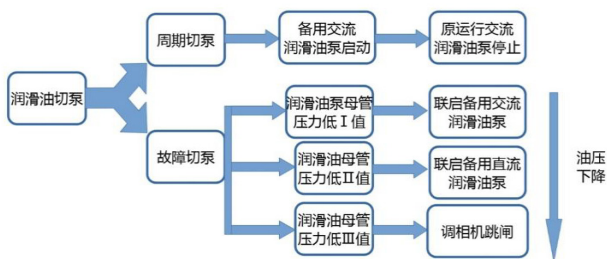 润滑油切泵
周期切泵
备用交流
润滑油泵启动
原运行交流
润滑油泵停止
故障切泵
润滑油泵母管
压力低Ⅰ值
联启备用交流
润滑油泵
润滑油母管
压力低Ⅱ值
联启备用直流
润滑油泵
润滑油母管
压力低Ⅲ值
调相机跳闸
油压
下降